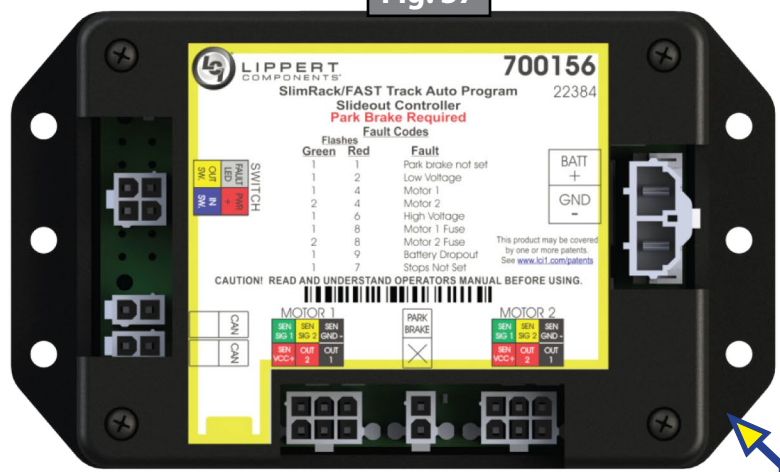 Fig. 37
LCI LIPPERT
COMPONENTS®
700156
22384
SlimRack/FAST Track Auto Program
Slideout Controller
Park Brake Required
Fault Codes
Flashes
Green Red Fault
1 1 Park brake not set
1 2 Low Voltage
1 4 Motor 1
2 4 Motor 2
1 6 High Voltage
1 8 Motor 1 Fuse
2 8 Motor 2 Fuse
1 9 Battery Dropout
1 7 Stops Not Set
SWITCH
FAULT LED
PWR +
OUT SW.
IN SW.
BATT
+
GND
-
This product may be covered
by one or more patents.
See www.lci1.com/patents
CAUTION! READ AND UNDERSTAND OPERATORS MANUAL BEFORE USING.
CAN
CAN
MOTOR 1
SEN SIG 1 SEN SIG 2 SEN GND-
SEN VCC+ OUT 2 OUT 1
PARK
BRAKE
MOTOR 2
SEN SIG 1 SEN SIG 2 SEN GND-
SEN VCC+ OUT 2 OUT 1